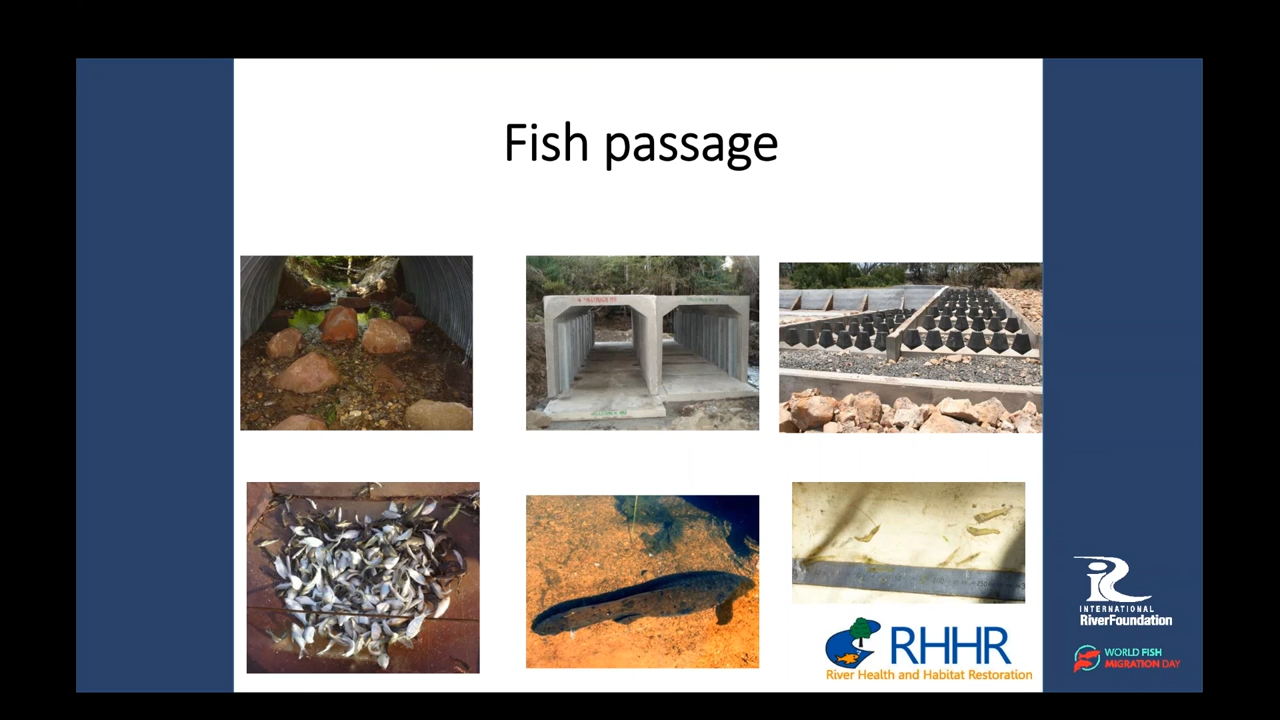 Fish passage
RHHR
River Health and Habitat Restoration
INTERNATIONAL
RiverFoundation
WORLD FISH
MIGRATION DAY